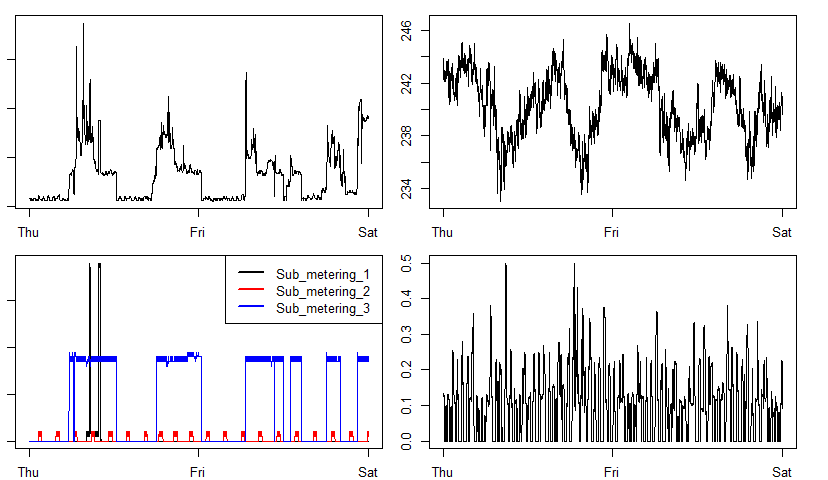 246
242
238
234
Thu Fri Sat
Thu Fri Sat
Sub_metering_1
Sub_metering_2
Sub_metering_3
0.5
0.4
0.3
0.2
0.1
0.0
Thu Fri Sat
Thu Fri Sat